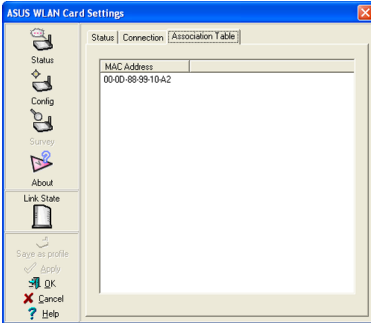 ASUS WLAN Card Settings
Status
Config
Survey
About
Link State
Save as profile
Apply
OK
Cancel
Help
Status Connection Association Table
MAC Address
00-0D-88-99-10-A2